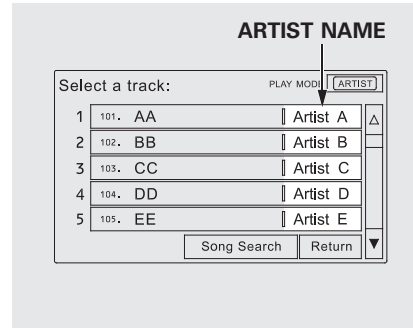 ARTIST NAME
Select a track: PLAY MODE ARTIST
1 101. AA Artist A
2 102. BB Artist B
3 103. CC Artist C
4 104. DD Artist D
5 105. EE Artist E
Song Search Return